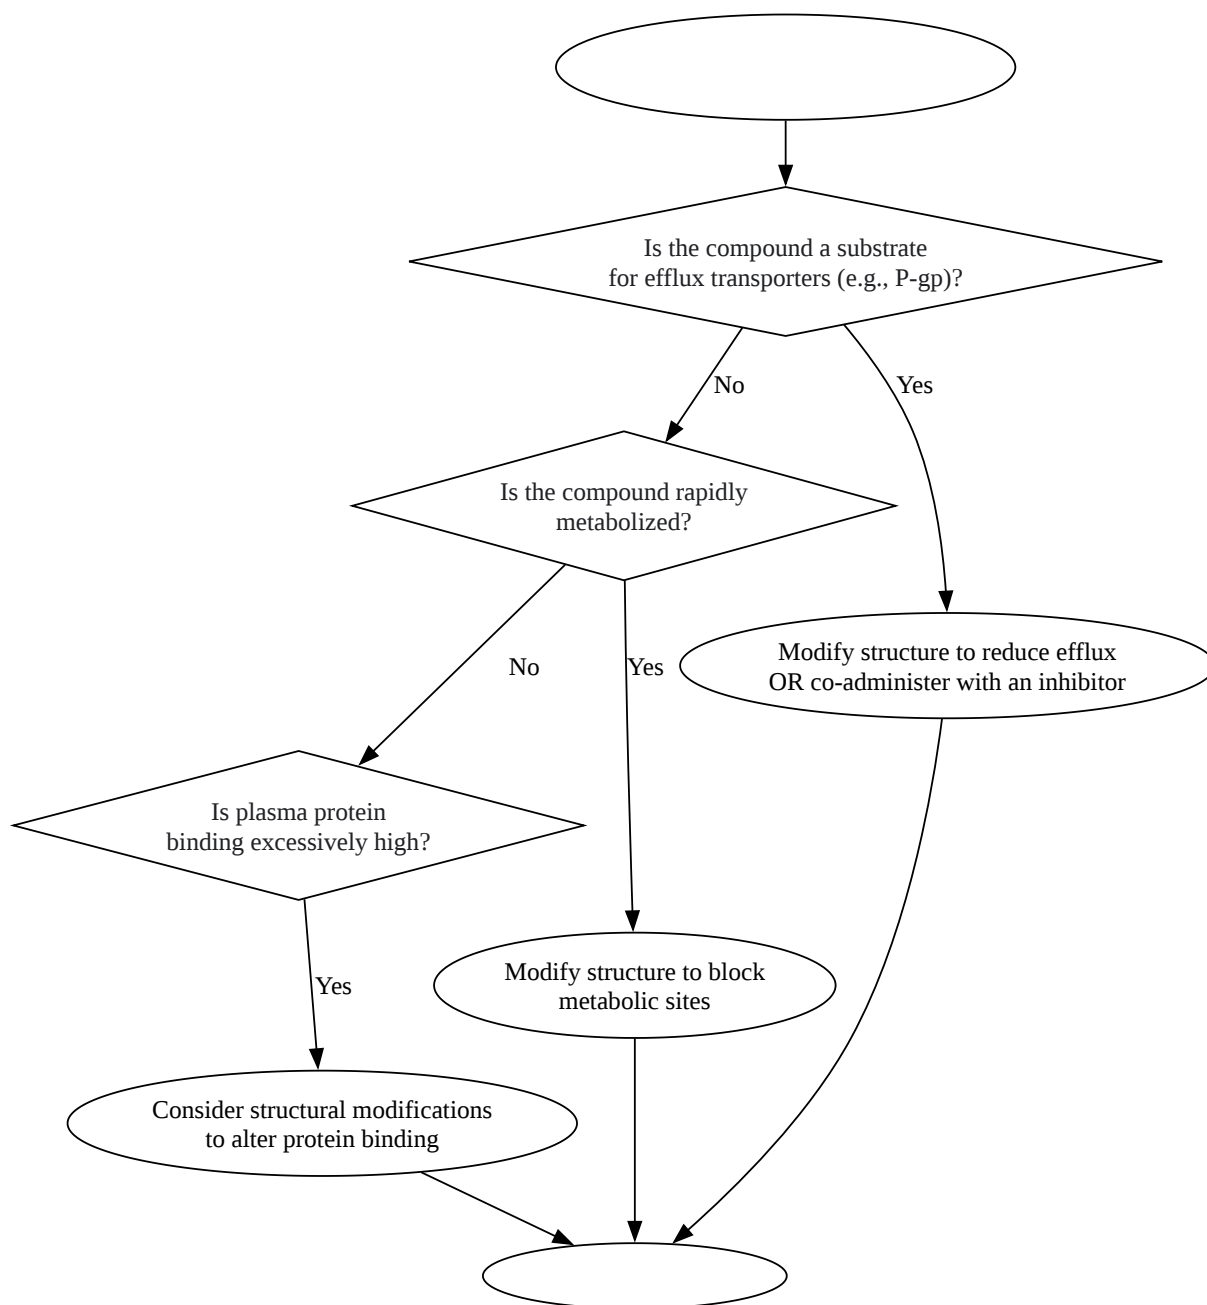 Is the compound a substrate
for efflux transporters (e.g., P-gp)?
No
Yes
Is the compound rapidly
metabolized?
No
Yes
Modify structure to reduce efflux
OR co-administer with an inhibitor
Is plasma protein
binding excessively high?
Yes
Modify structure to block
metabolic sites
Consider structural modifications
to alter protein binding